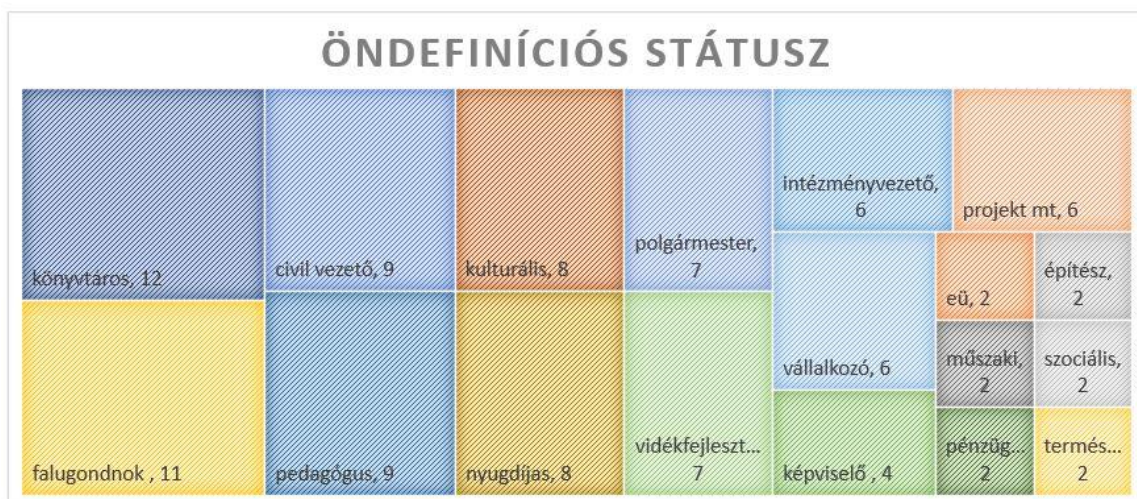 ÖNDEFINÍCIÓS STÁTUSZ
könyvtáros, 12
falugondnok , 11
civil vezető, 9
pedagógus, 9
kulturális, 8
nyugdíjas, 8
polgármester,
7
vidékfejleszt...
7
intézményvezető,
6
projekt mt, 6
vállalkozó, 6
képviselő , 4
eü, 2
építész,
2
műszaki,
2
szociális,
2
pénzüg...
2
termés...
2